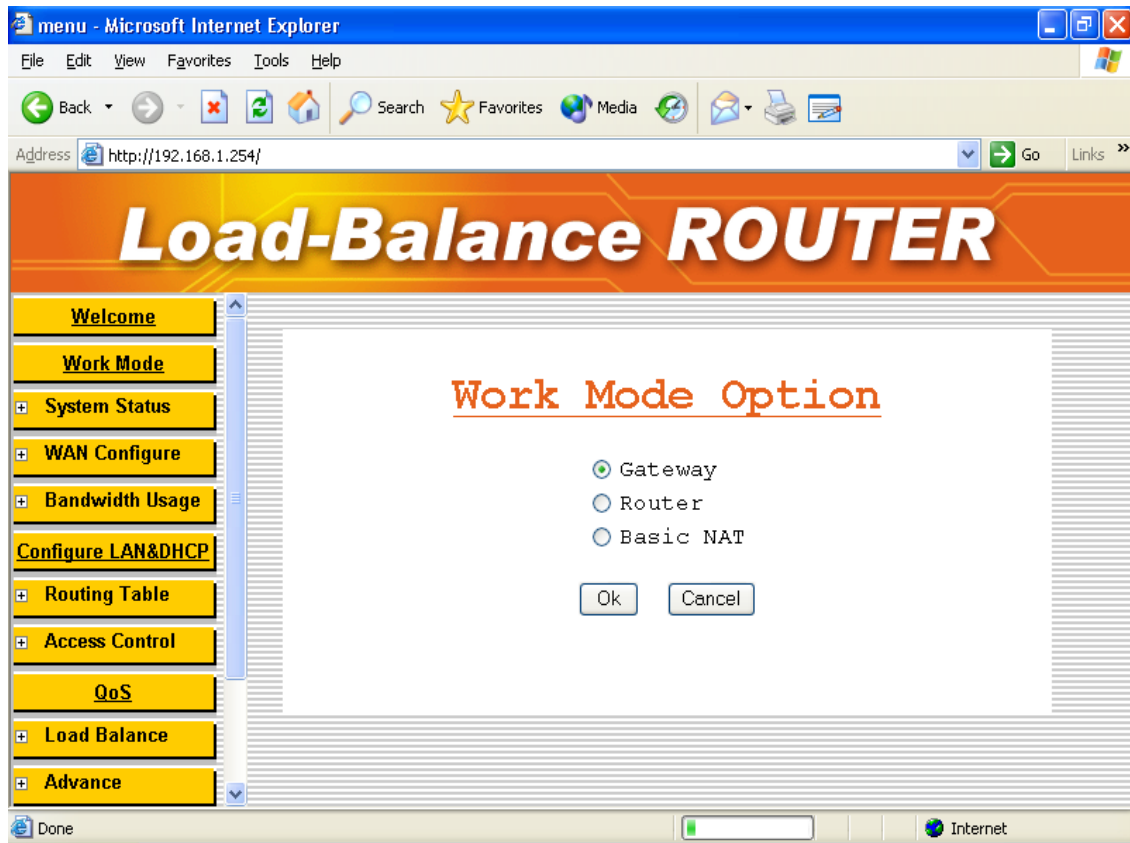 menu - Microsoft Internet Explorer
File Edit View Favorites Tools Help
Back Search Favorites Media
Address http://192.168.1.254/ Go Links »
Load-Balance ROUTER
Welcome
Work Mode
System Status
WAN Configure
Bandwidth Usage
Configure LAN&DHCP
Routing Table
Access Control
QoS
Load Balance
Advance
Work Mode Option
Gateway
Router
Basic NAT
Ok Cancel
Done Internet